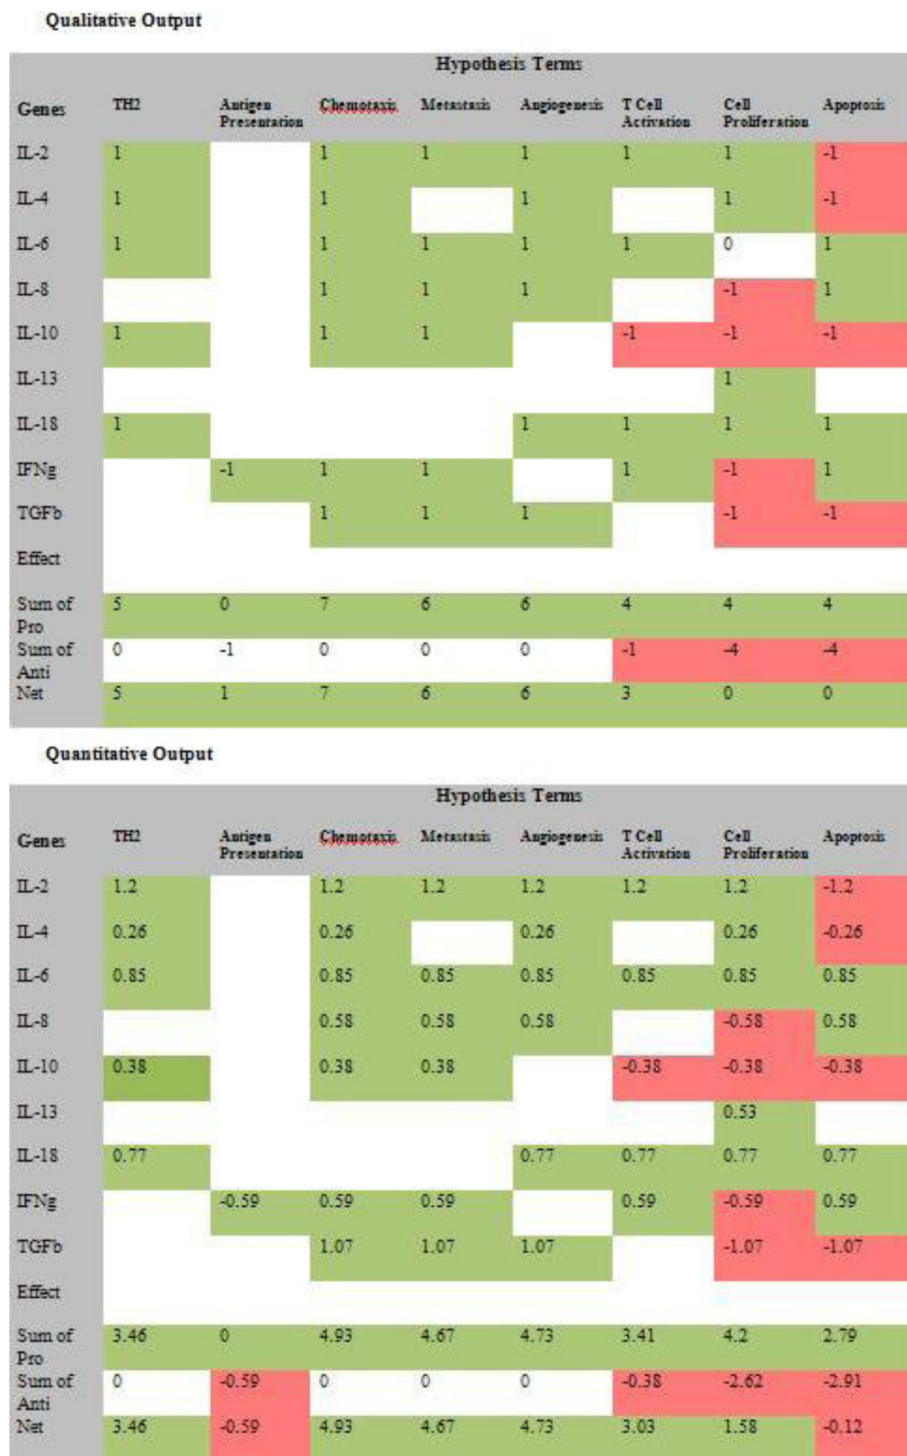 Qualitative Output
Hypothesis Terms
Genes TH2 Antigen Presentation Chemotaxis Metastasis Angiogenesis T Cell Activation Cell Proliferation Apoptosis
IL-2 1 1 1 1 1 1 -1
IL-4 1 1 1 1 -1
IL-6 1 1 1 1 1 0 1
IL-8 1 1 1 -1 1
IL-10 1 1 1 -1 -1 -1
IL-13 1
IL-18 1 1 1 1 1
IFNg -1 1 1 1 -1 1
TGFb 1 1 1 -1 -1
Effect
Sum of Pro 5 0 7 6 6 4 4 4
Sum of Anti 0 -1 0 0 0 -1 -4 -4
Net 5 1 7 6 6 3 0 0
Quantitative Output
Hypothesis Terms
Genes TH2 Antigen Presentation Chemotaxis Metastasis Angiogenesis T Cell Activation Cell Proliferation Apoptosis
IL-2 1.2 1.2 1.2 1.2 1.2 1.2 -1.2
IL-4 0.26 0.26 0.26 0.26 -0.26
IL-6 0.85 0.85 0.85 0.85 0.85 0.85 0.85
IL-8 0.58 0.58 0.58 -0.58 0.58
IL-10 0.38 0.38 0.38 -0.38 -0.38 -0.38
IL-13 0.53
IL-18 0.77 0.77 0.77 0.77 0.77
IFNg -0.59 0.59 0.59 0.59 -0.59 0.59
TGFb 1.07 1.07 1.07 -1.07 -1.07
Effect
Sum of Pro 3.46 0 4.93 4.67 4.73 3.41 4.2 2.79
Sum of Anti 0 -0.59 0 0 0 -0.38 -2.62 -2.91
Net 3.46 -0.59 4.93 4.67 4.73 3.03 1.58 -0.12